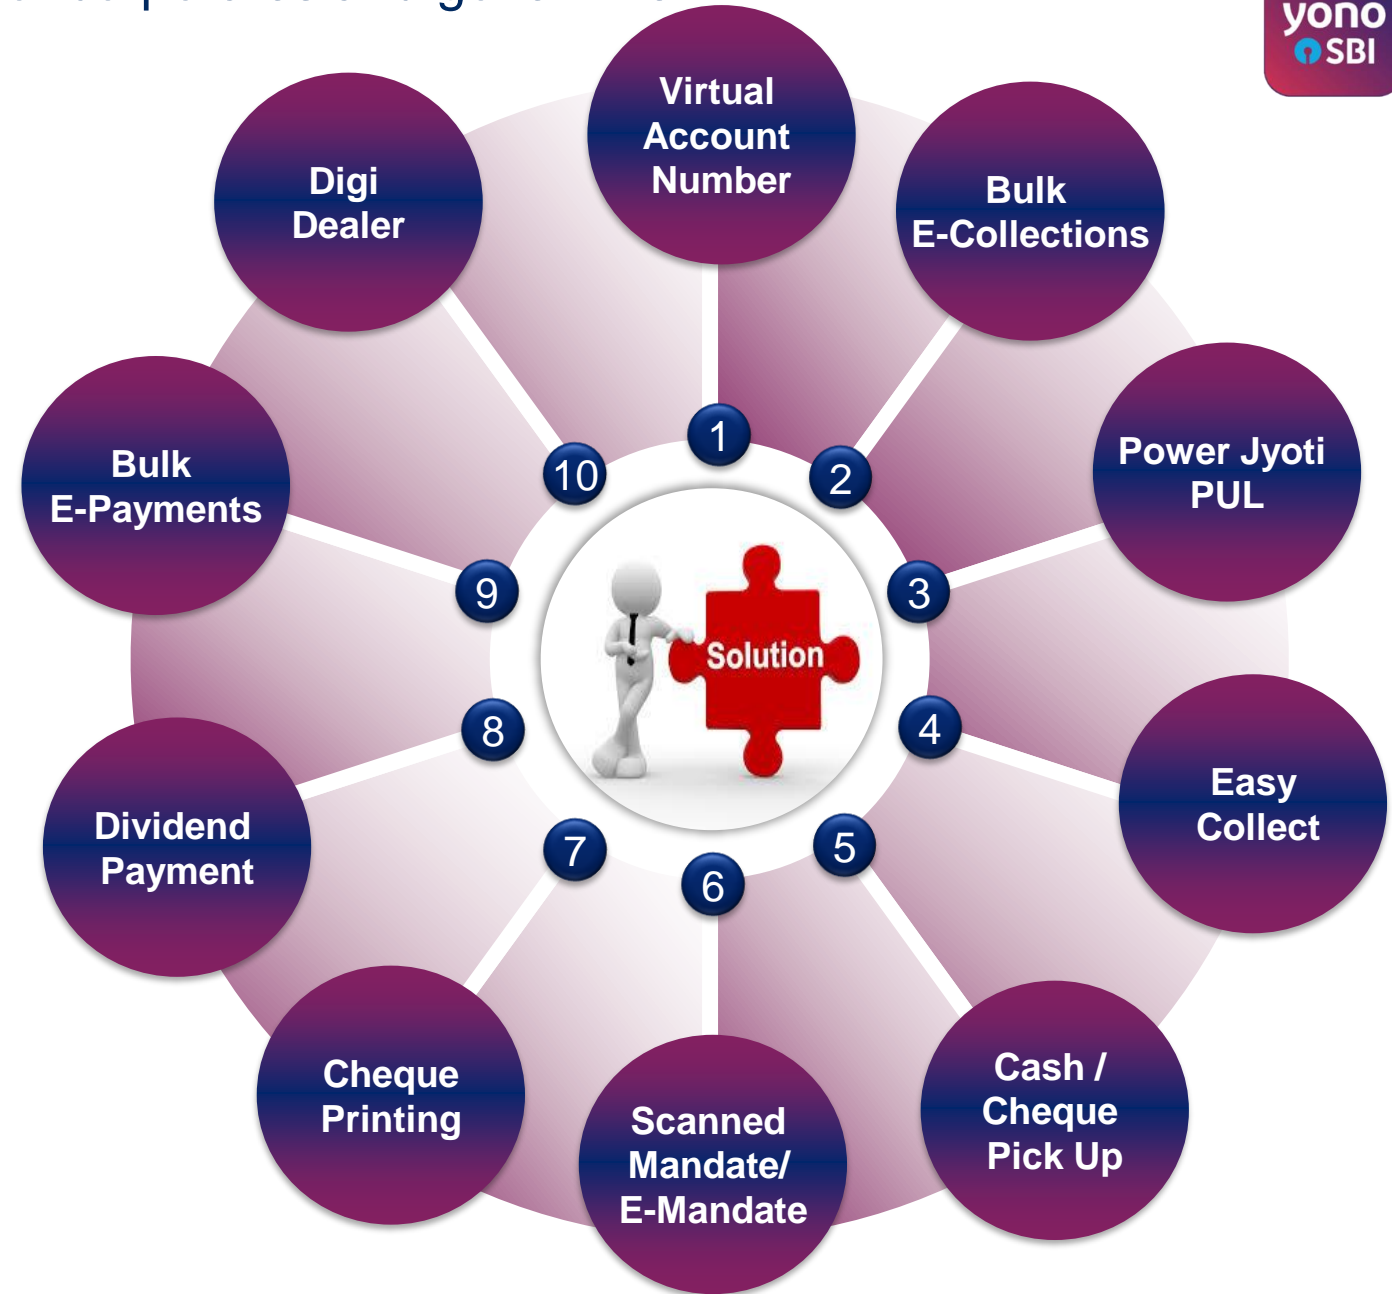 yono
SBI
Virtual
Account
Number
Bulk
E-Collections
Power Jyoti
PUL
Easy
Collect
Cash /
Cheque
Pick Up
Scanned
Mandate/
E-Mandate
Cheque
Printing
Dividend
Payment
Bulk
E-Payments
Digi
Dealer
1
2
3
4
5
6
7
8
9
10
Solution